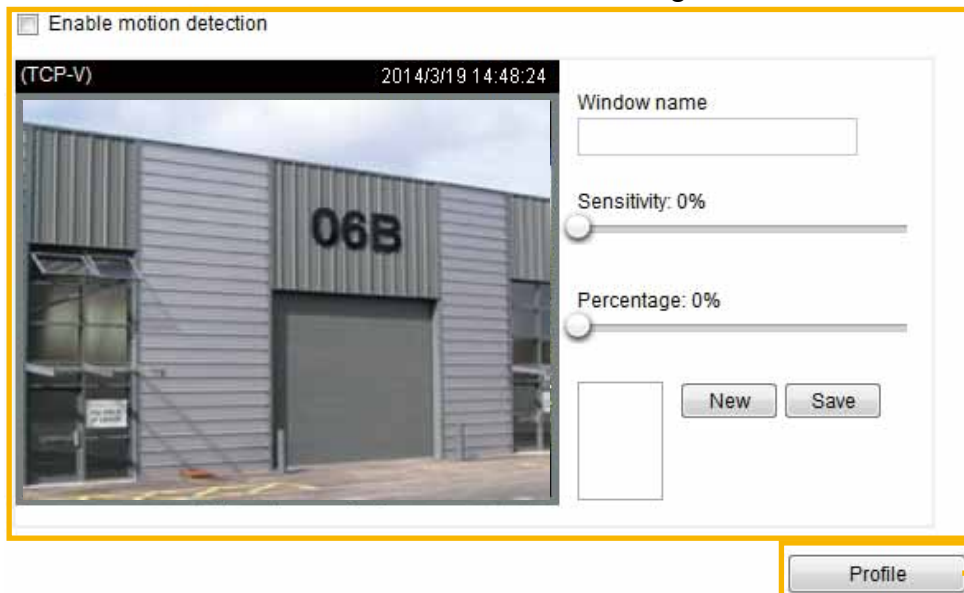 Enable motion detection
(TCP-V) 2014/3/19 14:48:24
Window name
Sensitivity: 0%
06B
Percentage: 0%
New Save
Profile